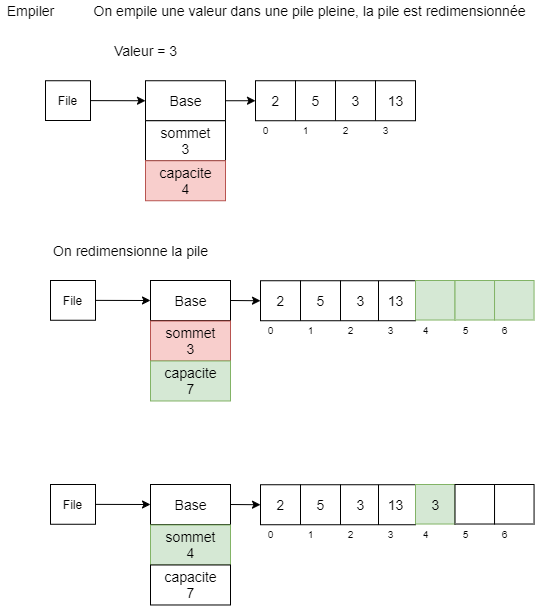 Empiler On empile une valeur dans une pile pleine, la pile est redimensionnée
Valeur = 3
File Base 2 5 3 13
0 1 2 3
sommet
3
capacite
4
On redimensionne la pile
File Base 2 5 3 13
0 1 2 3 4 5 6
sommet
3
capacite
7
File Base 2 5 3 13 3
0 1 2 3 4 5 6
sommet
4
capacite
7